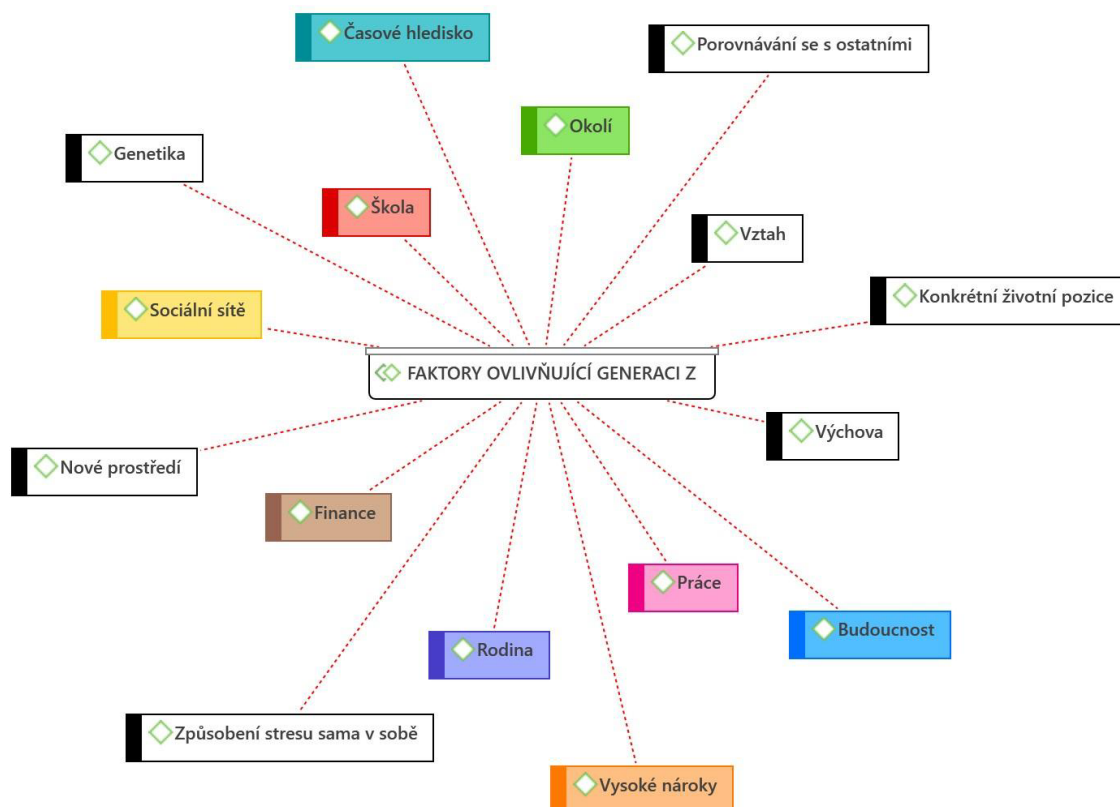 Časové hledisko
Porovnávání se s ostatními
Okolí
Genetika
Škola
Vztah
Konkrétní životní pozice
Sociální sítě
FAKTORY OVLIVŇUJÍCÍ GENERACI Z
Výchova
Nové prostředí
Finance
Práce
Budoucnost
Rodina
Způsobení stresu sama v sobě
Vysoké nároky